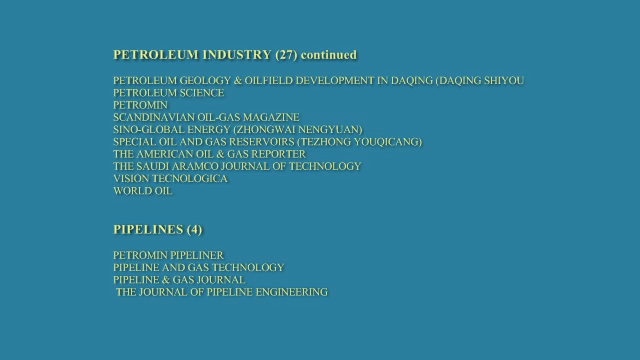 PETROLEUM INDUSTRY (27) continued
PETROLEUM GEOLOGY & OILFIELD DEVELOPMENT IN DAQING (DAQING SHIYOU
PETROLEUM SCIENCE
PETROMIN
SCANDINAVIAN OIL-GAS MAGAZINE
SINO-GLOBAL ENERGY (ZHONGWAI NENGYUAN)
SPECIAL OIL AND GAS RESERVOIRS (TEZHONG YOUQICANG)
THE AMERICAN OIL & GAS REPORTER
THE SAUDI ARAMCO JOURNAL OF TECHNOLOGY
VISION TECNOLOGICA
WORLD OIL
PIPELINES (4)
PETROMIN PIPELINER
PIPELINE AND GAS TECHNOLOGY
PIPELINE & GAS JOURNAL
THE JOURNAL OF PIPELINE ENGINEERING